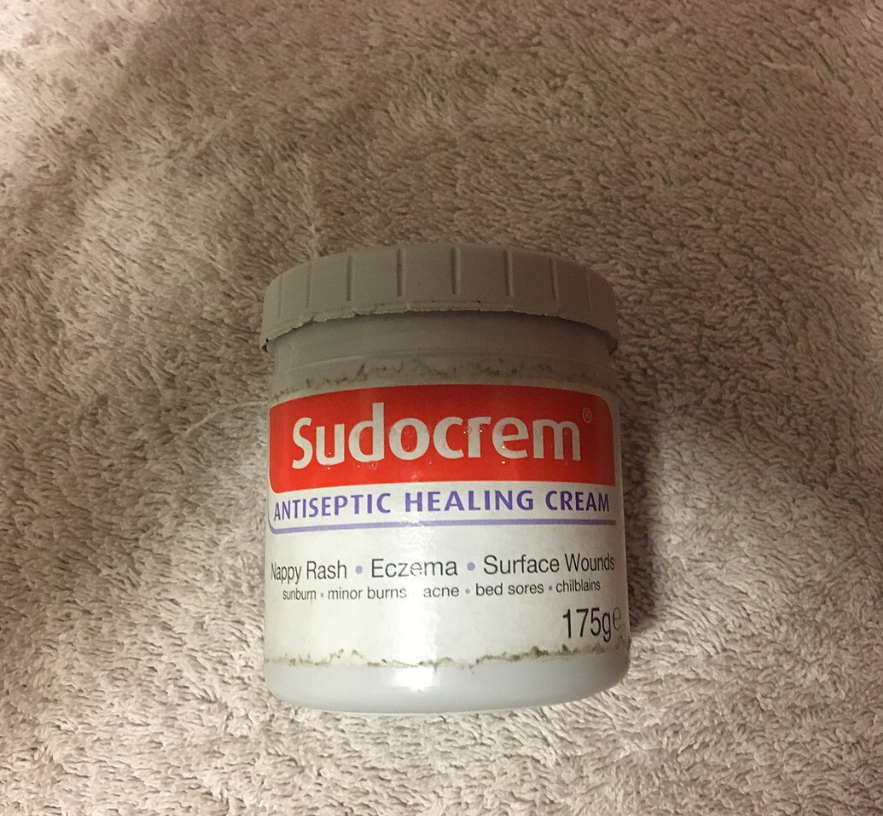 Sudocrem®
ANTISEPTIC HEALING CREAM
Nappy Rash • Eczema • Surface Wounds
sunburn • minor burns • acne • bed sores • chilblains
175g℮